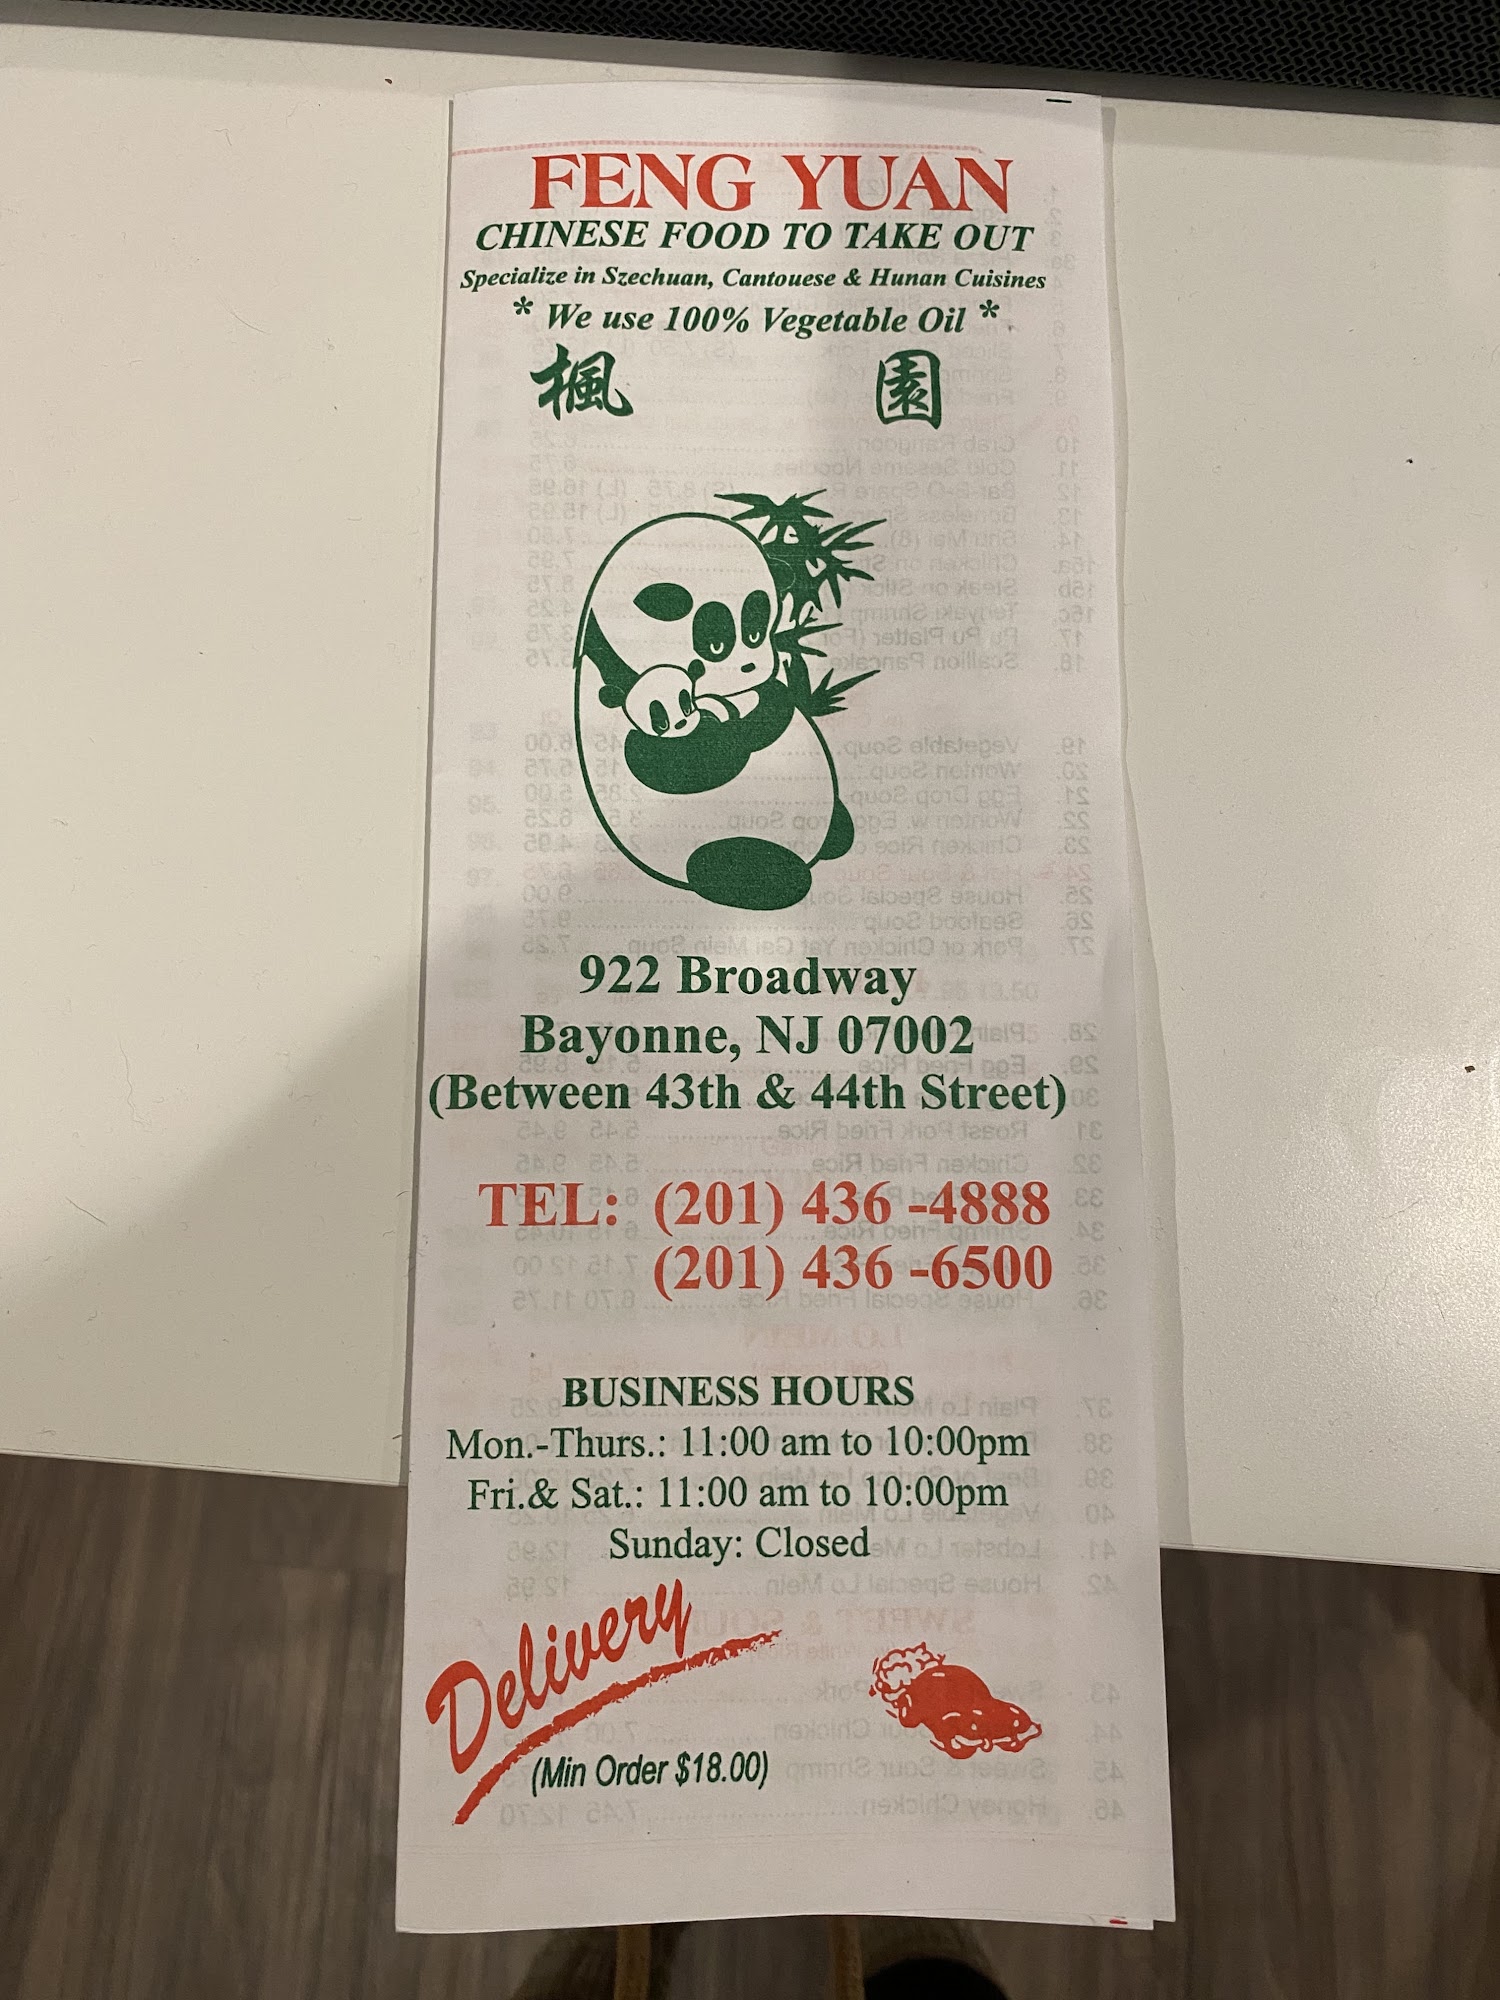 FENG YUAN
CHINESE FOOD TO TAKE OUT
Specialize in Szechuan, Cantouese & Hunan Cuisines
* We use 100% Vegetable Oil *
楓 園
922 Broadway
Bayonne, NJ 07002
(Between 43th & 44th Street)
TEL: (201) 436 -4888
(201) 436 -6500
BUSINESS HOURS
Mon.-Thurs.: 11:00 am to 10:00pm
Fri.& Sat.: 11:00 am to 10:00pm
Sunday: Closed
Delivery
(Min Order $18.00)